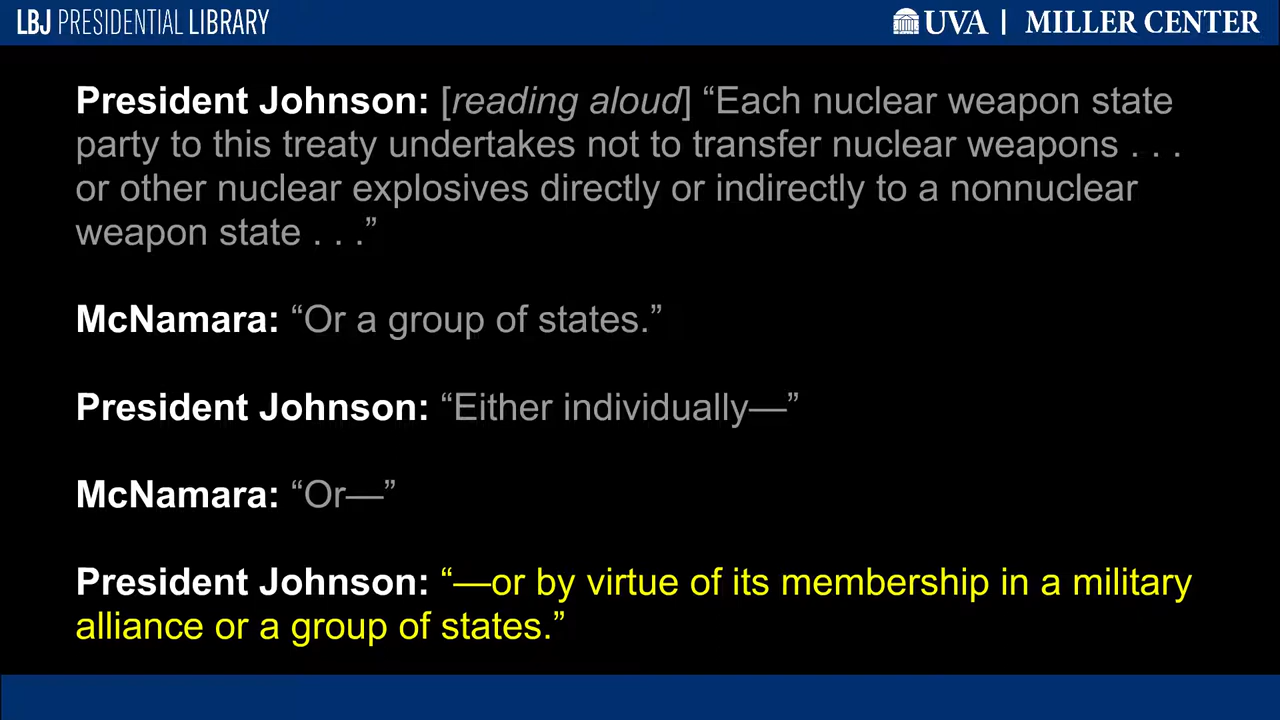 LBJ PRESIDENTIAL LIBRARY
UVA | MILLER CENTER
President Johnson: [reading aloud] “Each nuclear weapon state
party to this treaty undertakes not to transfer nuclear weapons . . .
or other nuclear explosives directly or indirectly to a nonnuclear
weapon state . . .”
McNamara: “Or a group of states.”
President Johnson: “Either individually—”
McNamara: “Or—”
President Johnson: “—or by virtue of its membership in a military
alliance or a group of states.”